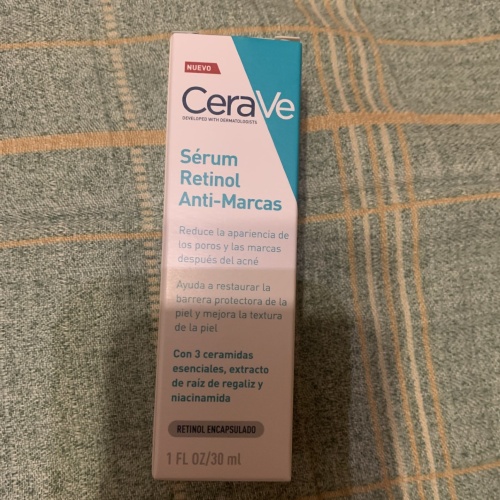 NUEVO
CeraVe
DEVELOPED WITH DERMATOLOGISTS
Sérum
Retinol
Anti-Marcas
Reduce la apariencia de
los poros y las marcas
después del acné
Ayuda a restaurar la
barrera protectora de la
piel y mejora la textura
de la piel
Con 3 ceramidas
esenciales, extracto
de raíz de regaliz y
niacinamida
RETINOL ENCAPSULADO
1 FL OZ/30 ml